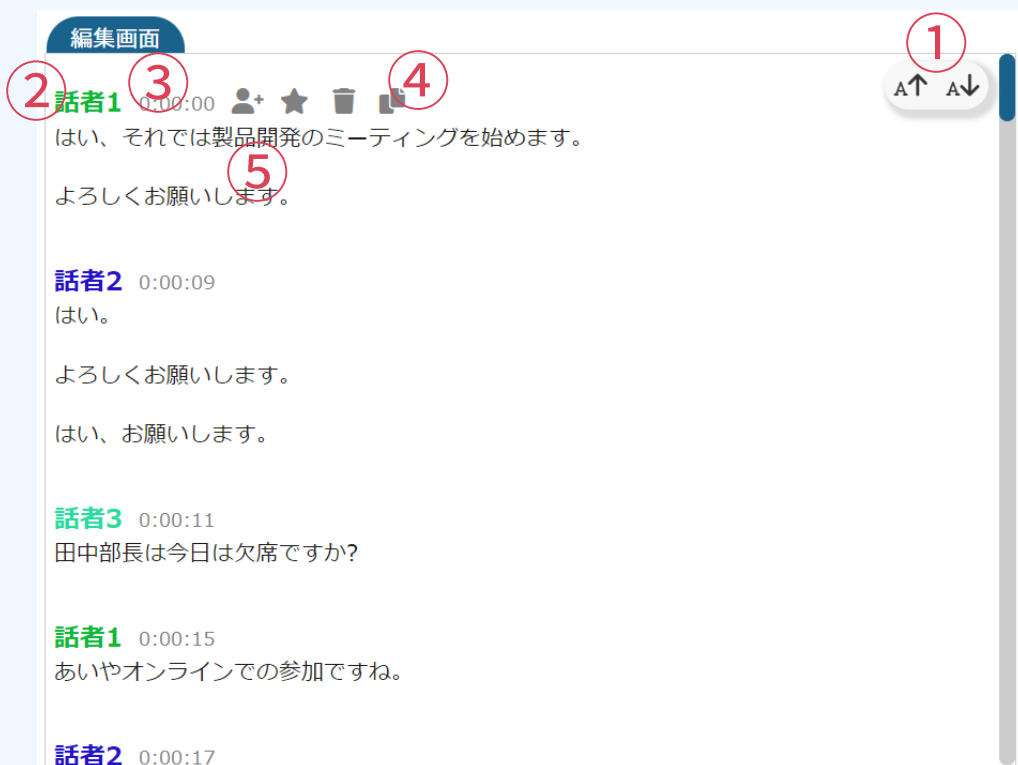 編集画面
①
A A
② ③ ④
話者1 0:00:00
はい、それでは製品開発のミーティングを始めます。
⑤
よろしくお願いします。
話者2 0:00:09
はい。
よろしくお願いします。
はい、お願いします。
話者3 0:00:11
田中部長は今日は欠席ですか?
話者1 0:00:15
あいやオンラインでの参加ですね。
話者2 0:00:17